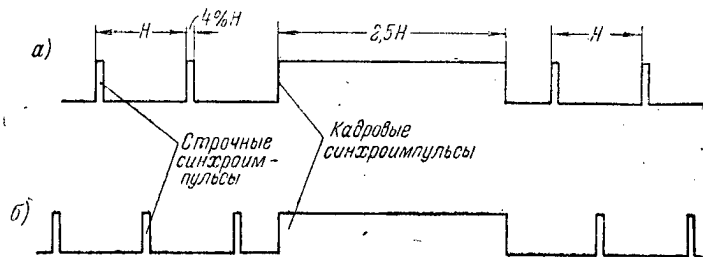 4%H
H
2,5H
H
а)
Строчные
синхроим-
пульсы
Кадровые
синхроимпульсы
б)